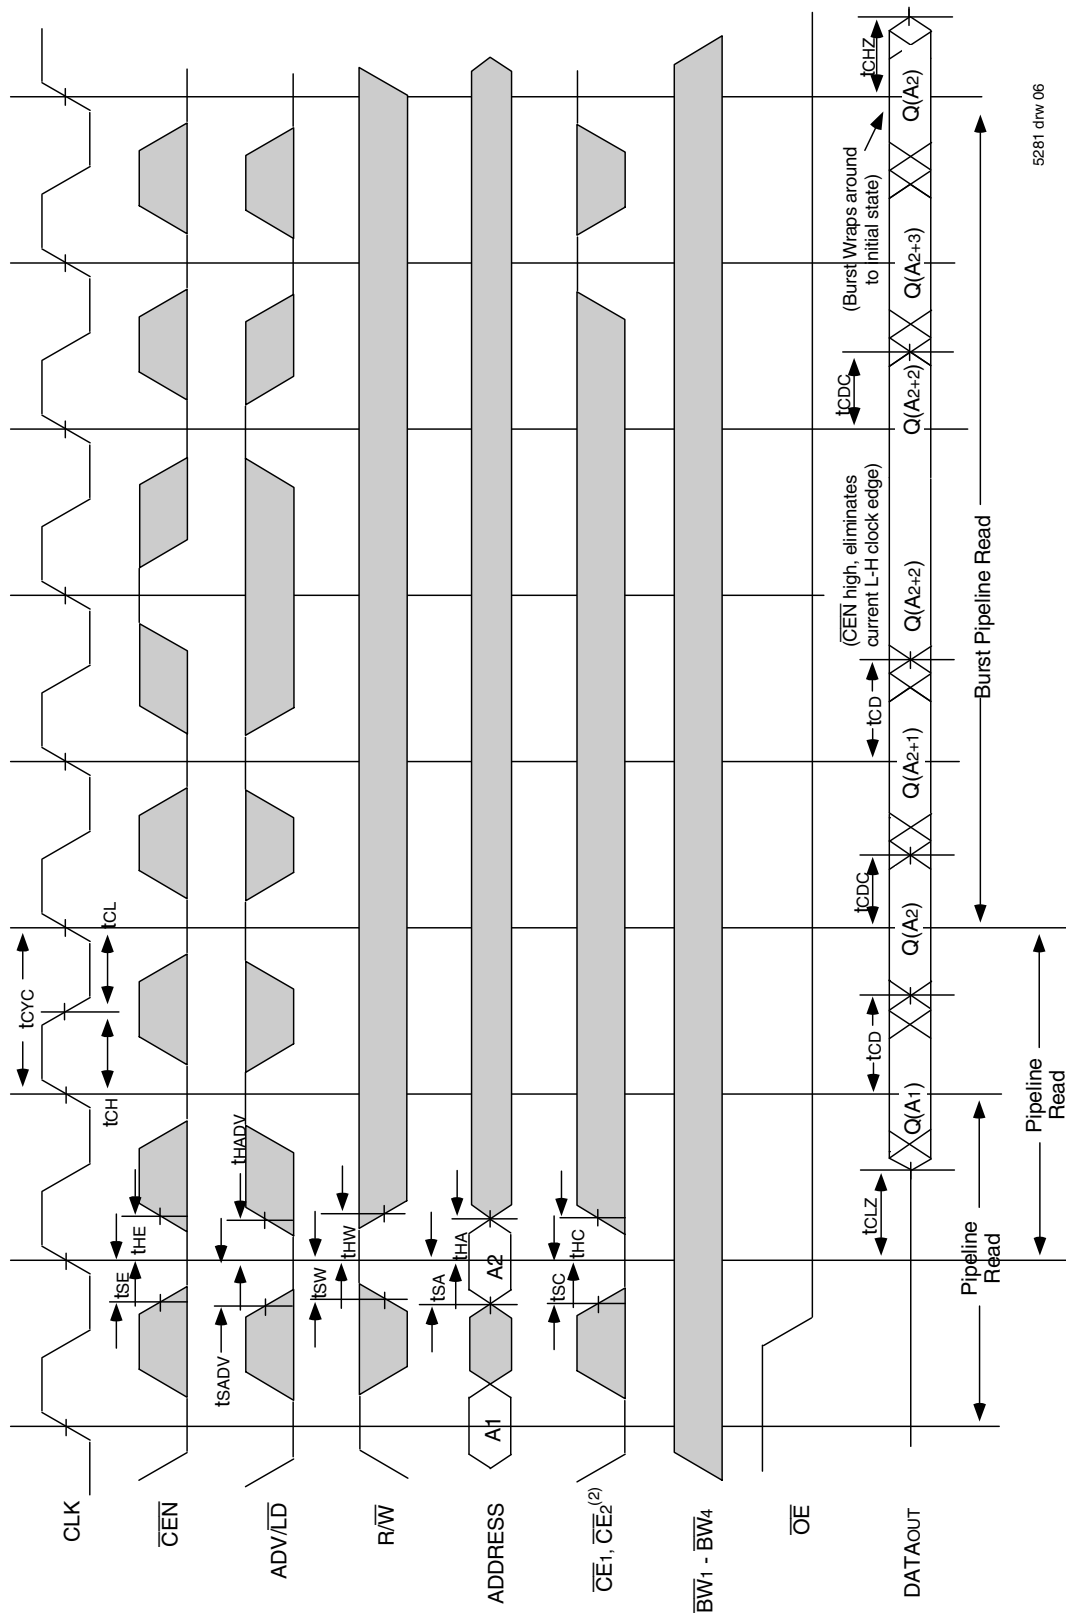 CLK
tCYC
tCH
tCL
CEN
tSE
tHE
ADV/LD
tSADV
tHADV
R/W
tSW
tHW
ADDRESS
A1
A2
tSA
tHA
CE1, CE2(2)
tSC
tHC
BW1 - BW4
OE
DATAOUT
tCLZ
Q(A1)
tCD
Q(A2)
tCDC
Q(A2+1)
tCD
Q(A2+2)
(CEN high, eliminates
current L-H clock edge)
tCDC
Q(A2+2)
Q(A2+3)
(Burst Wraps around
to initial state)
Q(A2)
tCHZ
Pipeline
Read
Pipeline
Read
Burst Pipeline Read
5281 drw 06